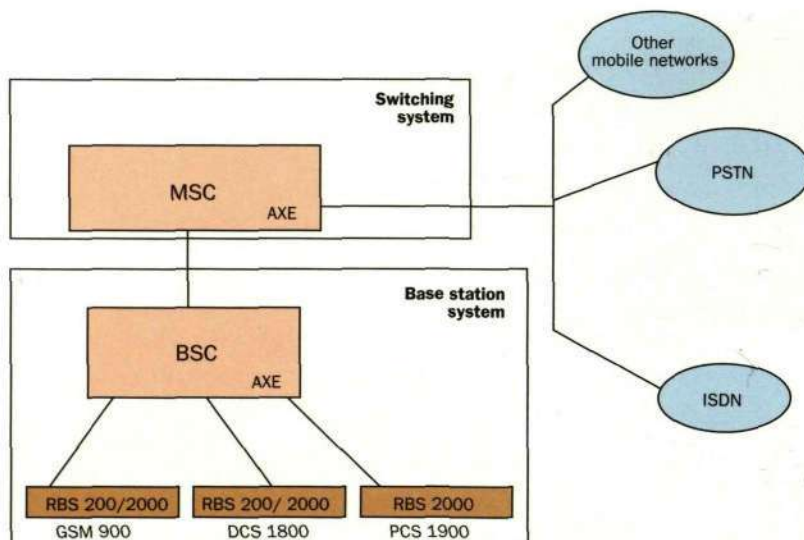 Other
mobile networks
Switching
system
MSC
AXE
PSTN
Base station
system
BSC
AXE
ISDN
RBS 200/2000
RBS 200/ 2000
RBS 2000
GSM 900
DCS 1800
PCS 1900